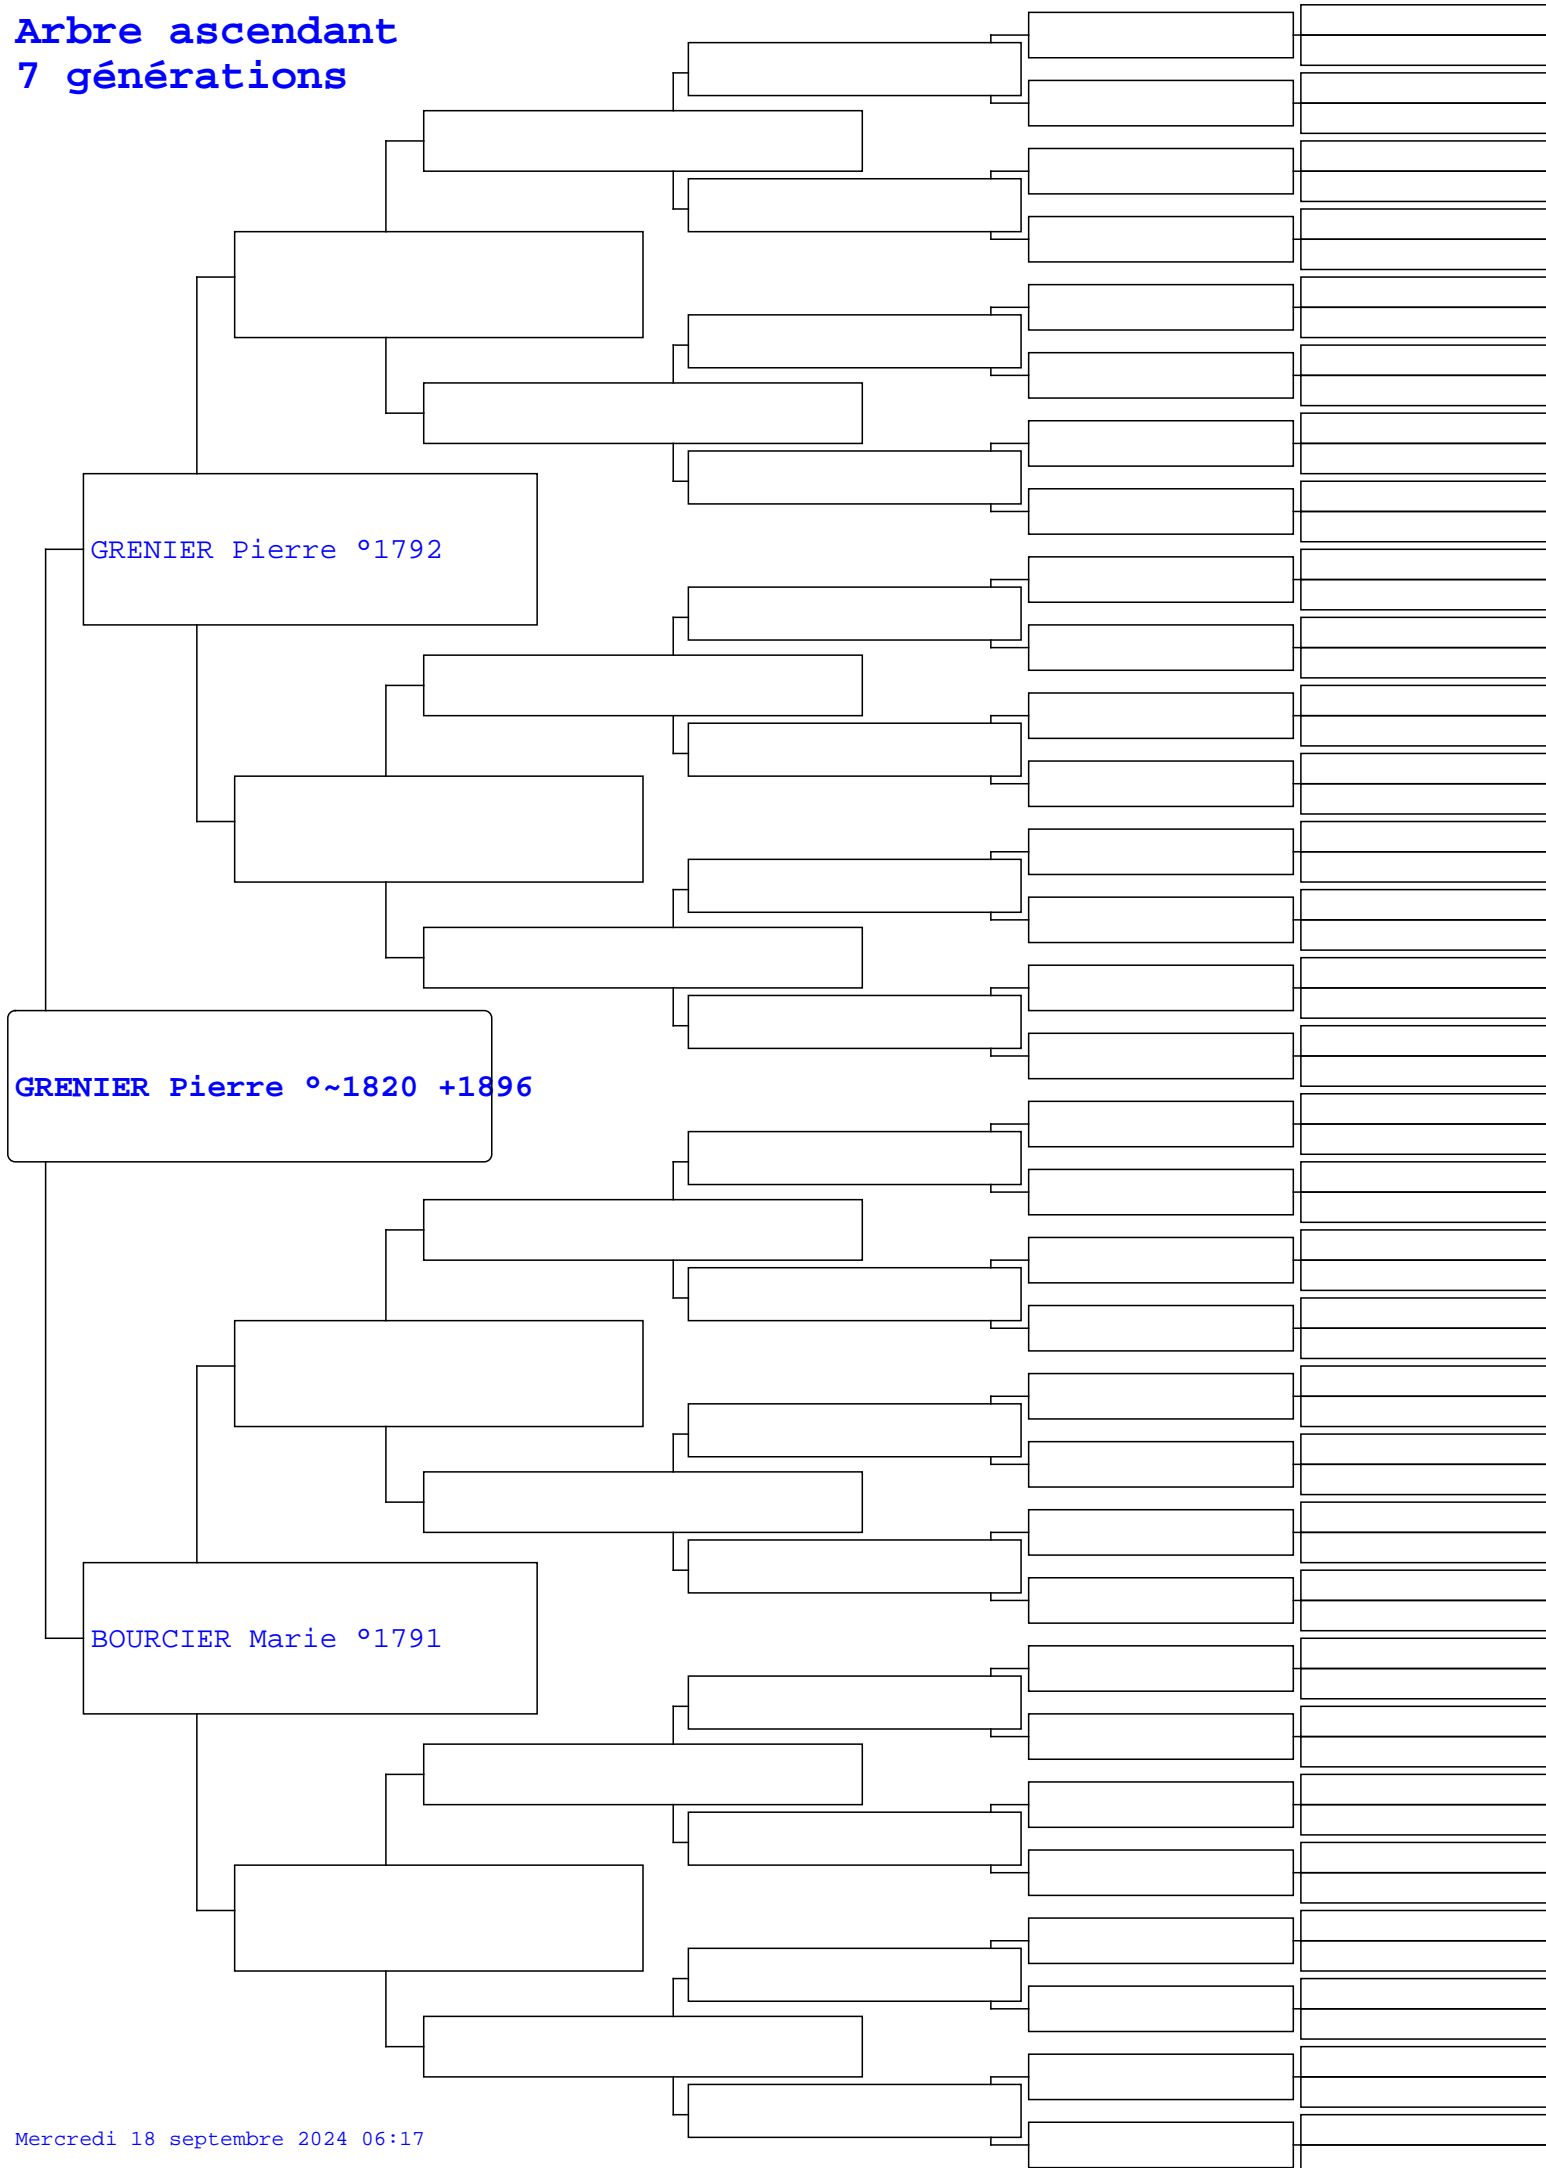 Arbre ascendant
7 générations
GRENIER Pierre °1792
GRENIER Pierre °~1820 +1896
BOURCIER Marie °1791
Mercredi 18 septembre 2024 06:17